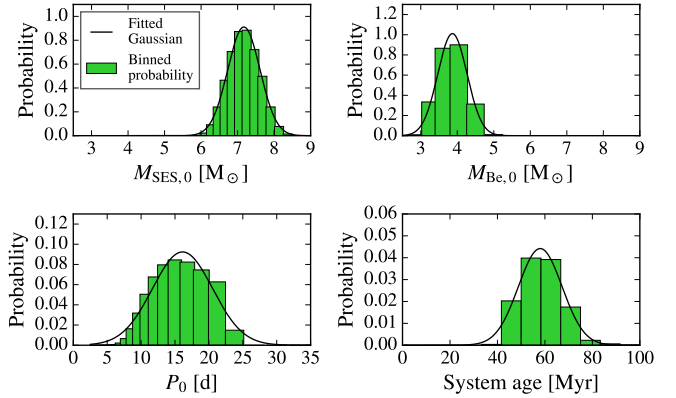 Probability
1.0
0.8
0.6
0.4
0.2
0.0
Fitted
Gaussian
Binned
probability
3 4 5 6 7 8 9
M_SES,0 [M_⊙]
Probability
1.2
1.0
0.8
0.6
0.4
0.2
0.0
3 4 5 6 7 8 9
M_Be,0 [M_⊙]
Probability
0.12
0.10
0.08
0.06
0.04
0.02
0.00
0 5 10 15 20 25 30 35
P_0 [d]
Probability
0.06
0.05
0.04
0.03
0.02
0.01
0.00
0 20 40 60 80 100
System age [Myr]